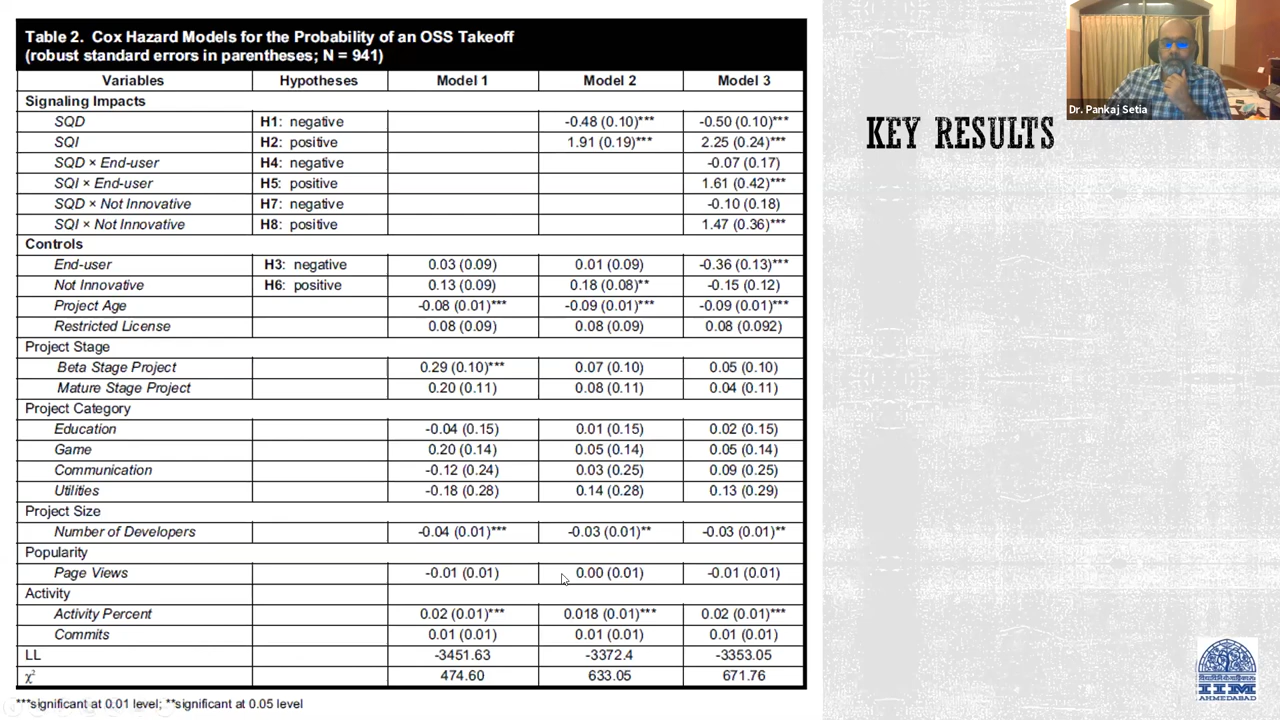 Table 2. Cox Hazard Models for the Probability of an OSS Takeoff
(robust standard errors in parentheses; N = 941)
Variables Hypotheses Model 1 Model 2 Model 3
Signaling Impacts
SQD H1: negative -0.48 (0.10)*** -0.50 (0.10)***
SQI H2: positive 1.91 (0.19)*** 2.25 (0.24)***
SQD × End-user H4: negative -0.07 (0.17)
SQI × End-user H5: positive 1.61 (0.42)***
SQD × Not Innovative H7: negative -0.10 (0.18)
SQI × Not Innovative H8: positive 1.47 (0.36)***
Controls
End-user H3: negative 0.03 (0.09) 0.01 (0.09) -0.36 (0.13)***
Not Innovative H6: positive 0.13 (0.09) 0.18 (0.08)** -0.15 (0.12)
Project Age -0.08 (0.01)*** -0.09 (0.01)*** -0.09 (0.01)***
Restricted License 0.08 (0.09) 0.08 (0.09) 0.08 (0.092)
Project Stage
Beta Stage Project 0.29 (0.10)*** 0.07 (0.10) 0.05 (0.10)
Mature Stage Project 0.20 (0.11) 0.08 (0.11) 0.04 (0.11)
Project Category
Education -0.04 (0.15) 0.01 (0.15) 0.02 (0.15)
Game 0.20 (0.14) 0.05 (0.14) 0.05 (0.14)
Communication -0.12 (0.24) 0.03 (0.25) 0.09 (0.25)
Utilities -0.18 (0.28) 0.14 (0.28) 0.13 (0.29)
Project Size
Number of Developers -0.04 (0.01)*** -0.03 (0.01)** -0.03 (0.01)**
Popularity
Page Views -0.01 (0.01) 0.00 (0.01) -0.01 (0.01)
Activity
Activity Percent 0.02 (0.01)*** 0.018 (0.01)*** 0.02 (0.01)***
Commits 0.01 (0.01) 0.01 (0.01) 0.01 (0.01)
LL -3451.63 -3372.4 -3353.05
χ² 474.60 633.05 671.76
***significant at 0.01 level; **significant at 0.05 level
KEY RESULTS
Dr. Pankaj Setia
IIM
AHMEDABAD